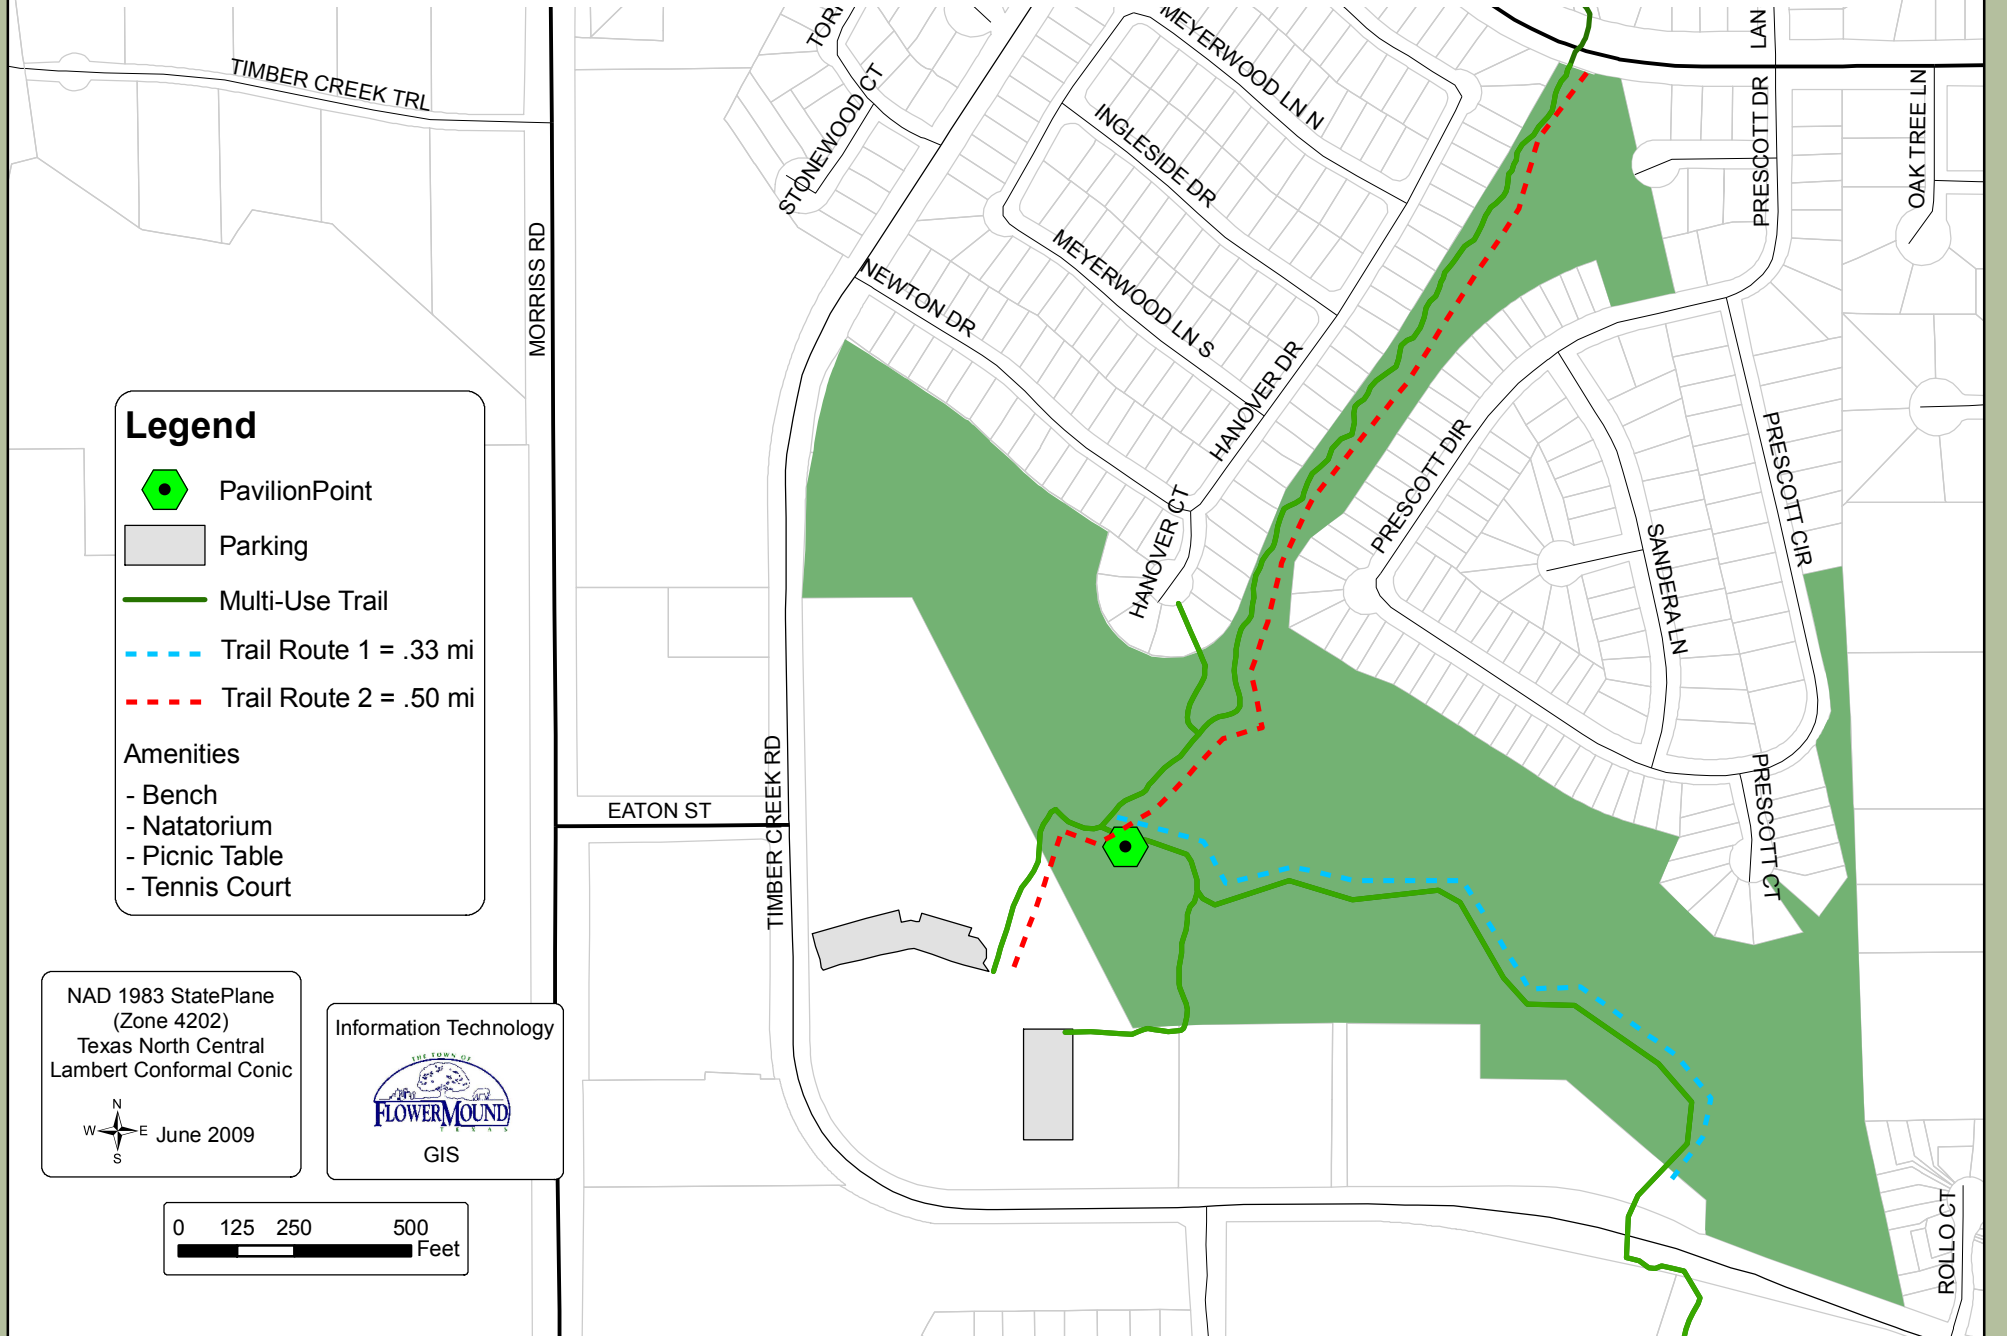 TIMBER CREEK TRL
MORRISS RD
STONEWOOD CT
MEYERWOOD LN N
INGLESIDE DR
MEYERWOOD LN S
NEWTON DR
HANOVER DR
HANOVER CT
LAN
PRESCOTT DR
OAK TREE LN
PRESCOTT DIR
PRESCOTT CIR
SANDERA LN
PRESCOTT CT
EATON ST
TIMBER CREEK RD
ROLLO CT
Legend
PavilionPoint
Parking
Multi-Use Trail
Trail Route 1 = .33 mi
Trail Route 2 = .50 mi
Amenities
- Bench
- Natatorium
- Picnic Table
- Tennis Court
NAD 1983 StatePlane
(Zone 4202)
Texas North Central
Lambert Conformal Conic
N
W E
S
June 2009
Information Technology
THE TOWN OF
FLOWER MOUND
TEXAS
GIS
0 125 250 500
Feet